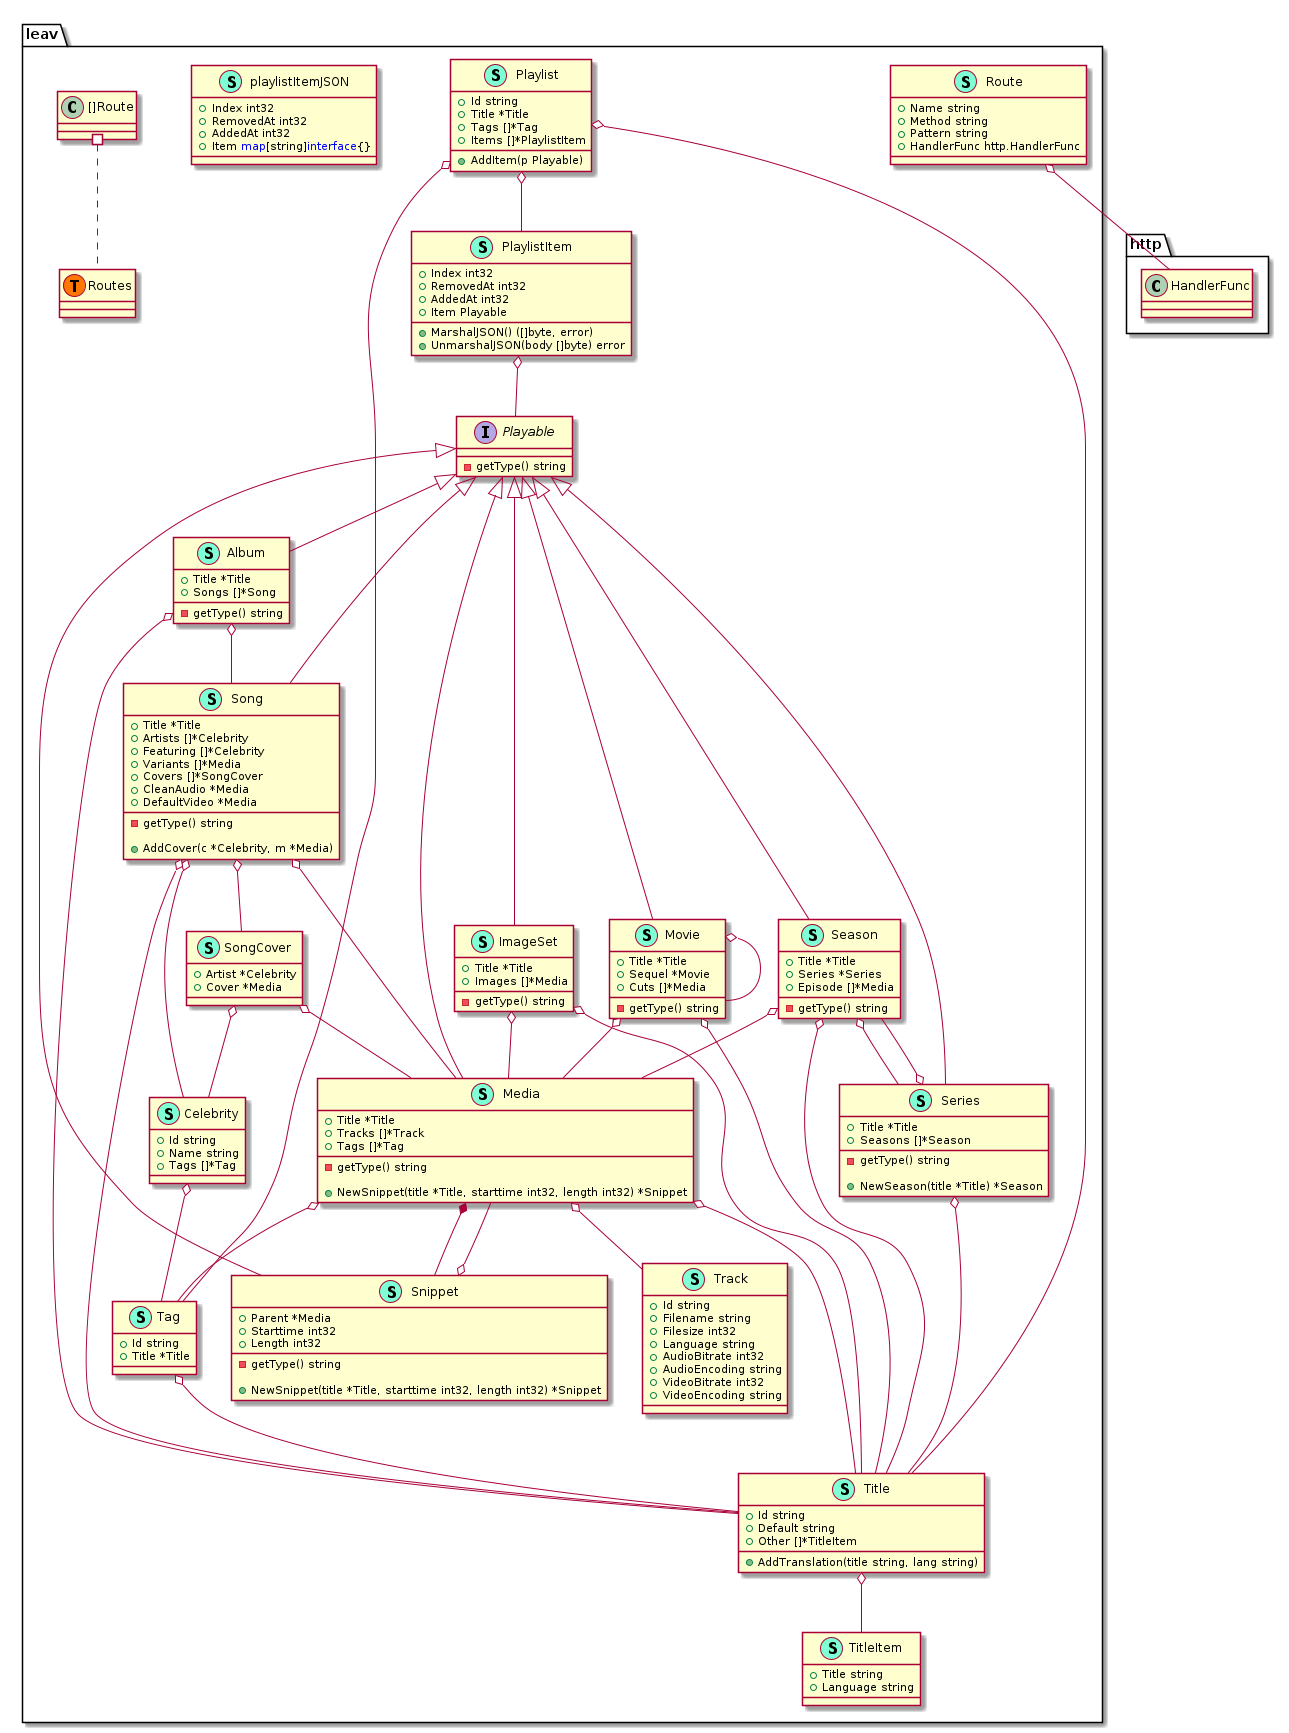 leav
C []Route
S playlistItemJSON
Index int32
RemovedAt int32
AddedAt int32
Item map[string]interface{}
S Playlist
Id string
Title *Title
Tags []*Tag
Items []*PlaylistItem
AddItem(p Playable)
S Route
Name string
Method string
Pattern string
HandlerFunc http.HandlerFunc
T Routes
S PlaylistItem
Index int32
RemovedAt int32
AddedAt int32
Item Playable
MarshalJSON() ([]byte, error)
UnmarshalJSON(body []byte) error
http
C HandlerFunc
I Playable
getType() string
S Album
Title *Title
Songs []*Song
getType() string
S Song
Title *Title
Artists []*Celebrity
Featuring []*Celebrity
Variants []*Media
Covers []*SongCover
CleanAudio *Media
DefaultVideo *Media
getType() string
AddCover(c *Celebrity, m *Media)
S SongCover
Artist *Celebrity
Cover *Media
S ImageSet
Title *Title
Images []*Media
getType() string
S Movie
Title *Title
Sequel *Movie
Cuts []*Media
getType() string
S Season
Title *Title
Series *Series
Episode []*Media
getType() string
S Celebrity
Id string
Name string
Tags []*Tag
S Media
Title *Title
Tracks []*Track
Tags []*Tag
getType() string
NewSnippet(title *Title, starttime int32, length int32) *Snippet
S Series
Title *Title
Seasons []*Season
getType() string
NewSeason(title *Title) *Season
S Tag
Id string
Title *Title
S Snippet
Parent *Media
Starttime int32
Length int32
getType() string
NewSnippet(title *Title, starttime int32, length int32) *Snippet
S Track
Id string
Filename string
Filesize int32
Language string
AudioBitrate int32
AudioEncoding string
VideoBitrate int32
VideoEncoding string
S Title
Id string
Default string
Other []*TitleItem
AddTranslation(title string, lang string)
S TitleItem
Title string
Language string